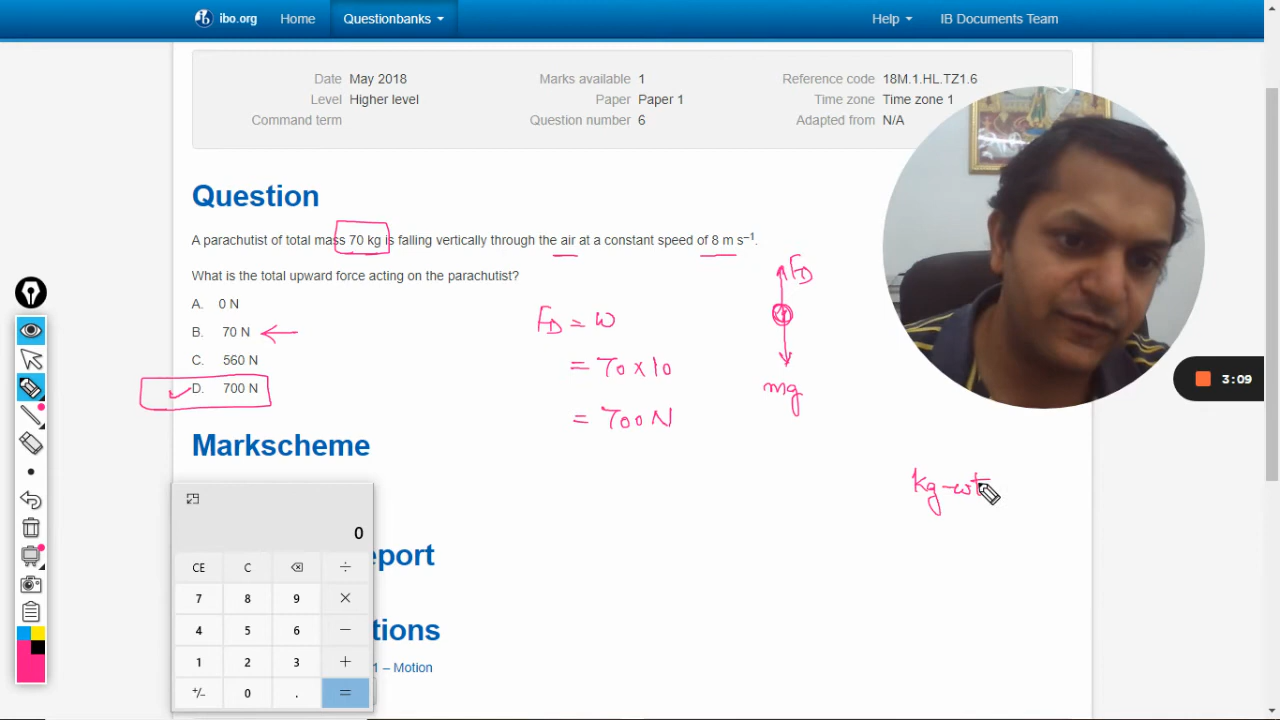 ibo.org Home Questionbanks Help IB Documents Team
Date May 2018 Marks available 1 Reference code 18M.1.HL.TZ1.6
Level Higher level Paper Paper 1 Time zone Time zone 1
Command term Question number 6 Adapted from N/A
Question
A parachutist of total mass 70 kg is falling vertically through the air at a constant speed of 8 m s⁻¹.
What is the total upward force acting on the parachutist?
A. 0 N
B. 70 N
C. 560 N
D. 700 N
F_D
F_D = W
= 70 × 10
= 700 N
mg
3:09
Markscheme
kg-wt
0
CE C ⌫ ÷
7 8 9 ×
4 5 6 −
1 2 3 +
+/- 0 . =
port
tions
1 – Motion